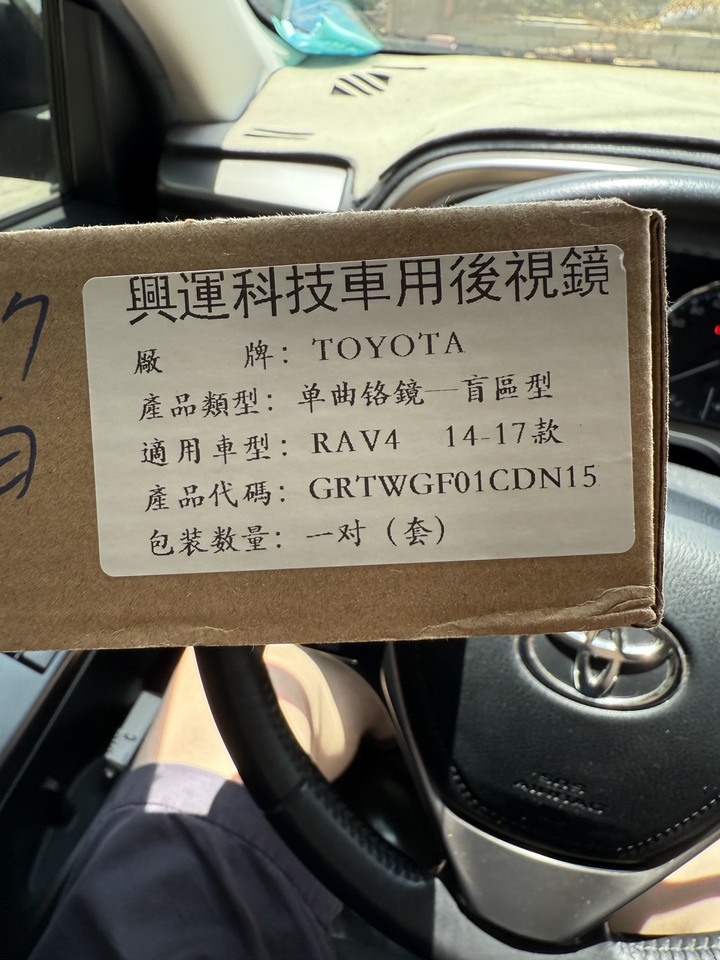 興運科技車用後視鏡
廠　　牌：TOYOTA
產品類型：单曲铬鏡—盲區型
適用車型：RAV4　14-17款
產品代碼：GRTWGF01CDN15
包裝数量：一对（套）
SRS
AIRBAG